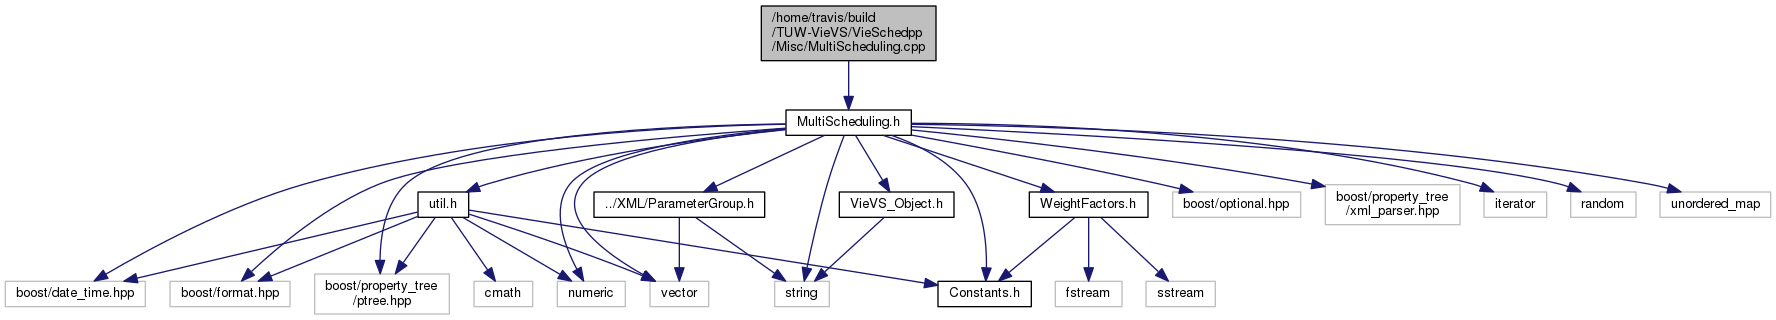 /home/travis/build
/TUW-VieVS/VieSchedpp
/Misc/MultiScheduling.cpp
MultiScheduling.h
util.h
../XML/ParameterGroup.h
VieVS_Object.h
WeightFactors.h
boost/optional.hpp
boost/property_tree
/xml_parser.hpp
iterator
random
unordered_map
boost/date_time.hpp
boost/format.hpp
boost/property_tree
/ptree.hpp
cmath
numeric
vector
string
Constants.h
fstream
sstream